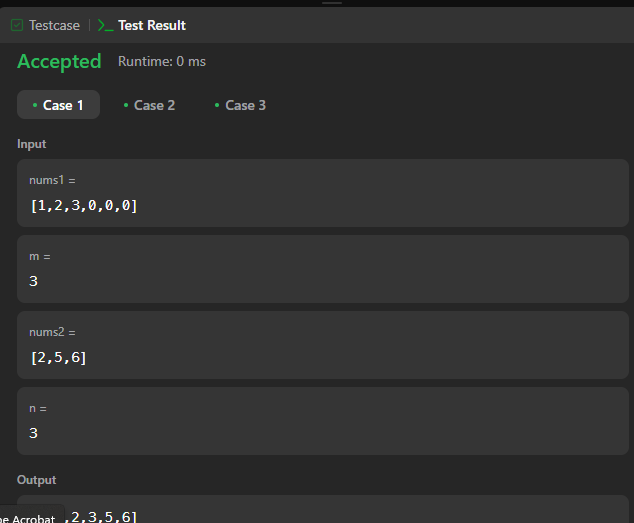 Testcase | >_ Test Result
Accepted Runtime: 0 ms
• Case 1 • Case 2 • Case 3
Input
nums1 =
[1,2,3,0,0,0]
m =
3
nums2 =
[2,5,6]
n =
3
Output
,2,3,5,6]
Acrobat